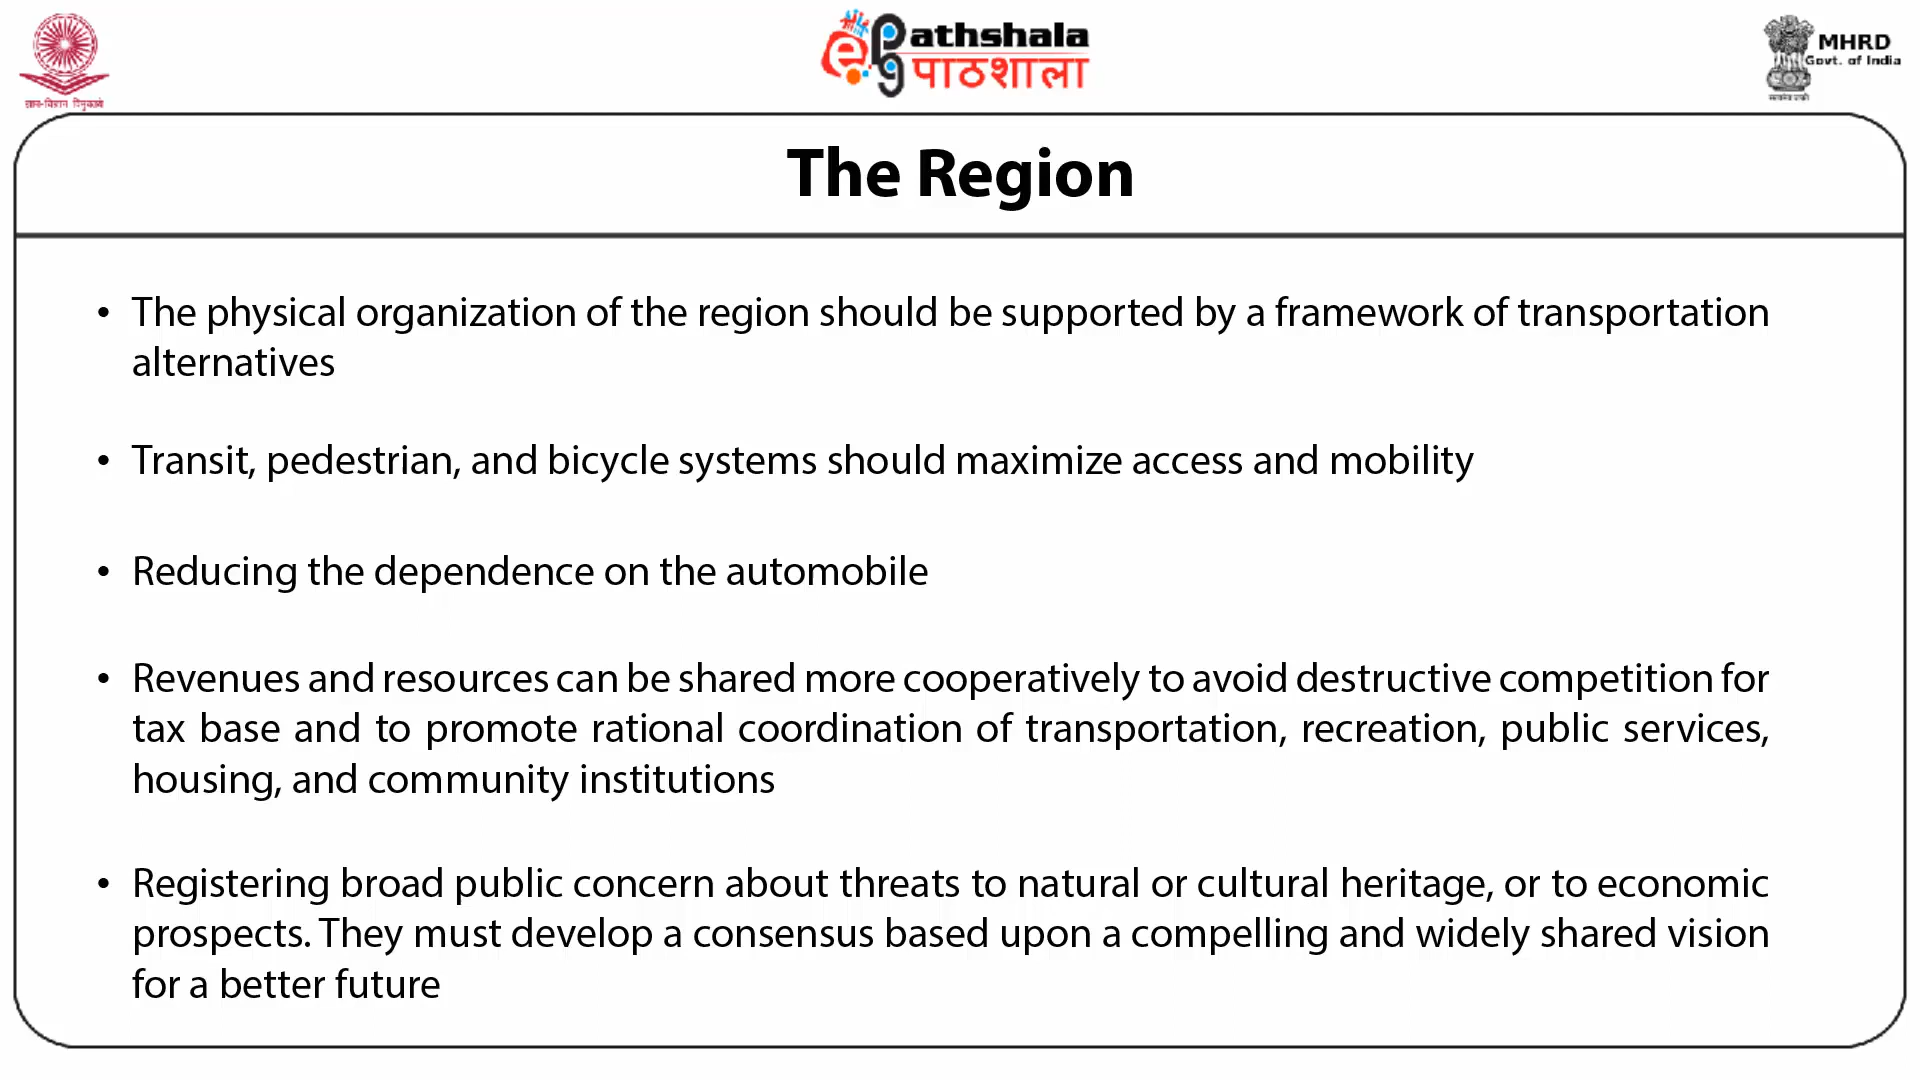 ज्ञान-विज्ञान विमुक्तये
e Pathshala
पाठशाला
MHRD
Govt. of India
सत्यमेव जयते
The Region
• The physical organization of the region should be supported by a framework of transportation
alternatives
• Transit, pedestrian, and bicycle systems should maximize access and mobility
• Reducing the dependence on the automobile
• Revenues and resources can be shared more cooperatively to avoid destructive competition for
tax base and to promote rational coordination of transportation, recreation, public services,
housing, and community institutions
• Registering broad public concern about threats to natural or cultural heritage, or to economic
prospects. They must develop a consensus based upon a compelling and widely shared vision
for a better future